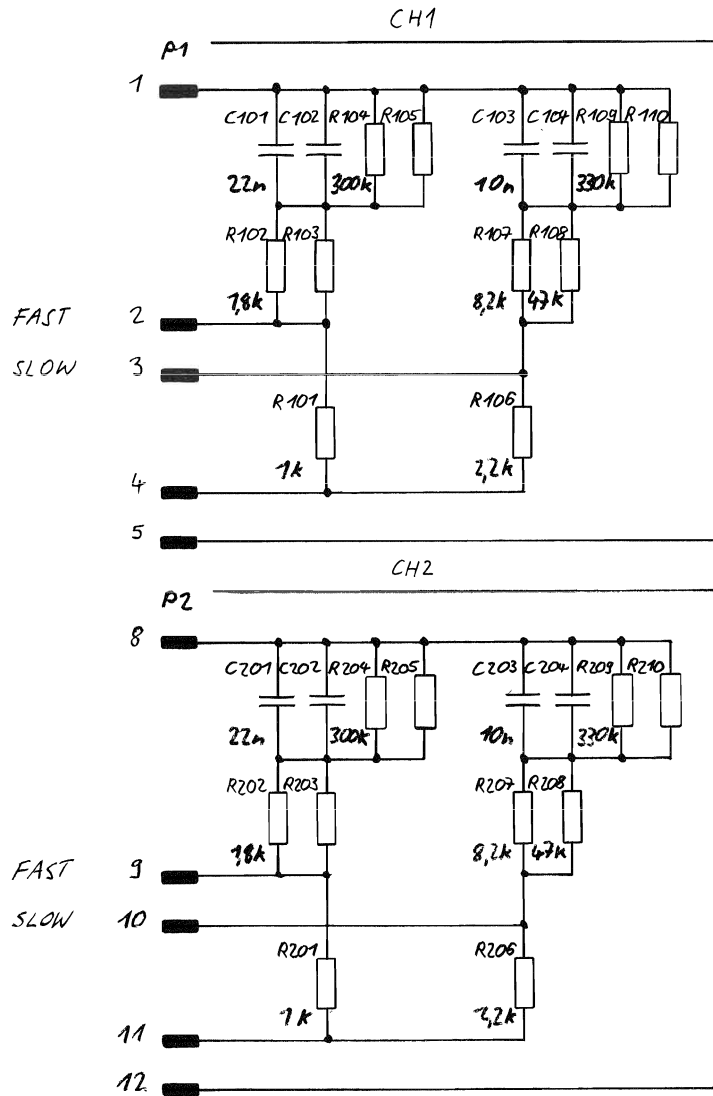 CH1
P1
1
C101 C102 R104 R105 C103 C104 R109 R110
22n 300k 10n 330k
R102 R103 R107 R108
1,8k 8,2k 47k
FAST 2
SLOW 3
R101 R106
1k 2,2k
4
5
CH2
P2
8
C201 C202 R204 R205 C203 C204 R209 R210
22n 300k 10n 330k
R202 R203 R207 R208
1,8k 8,2k 47k
FAST 9
SLOW 10
R201 R206
1k 2,2k
11
12